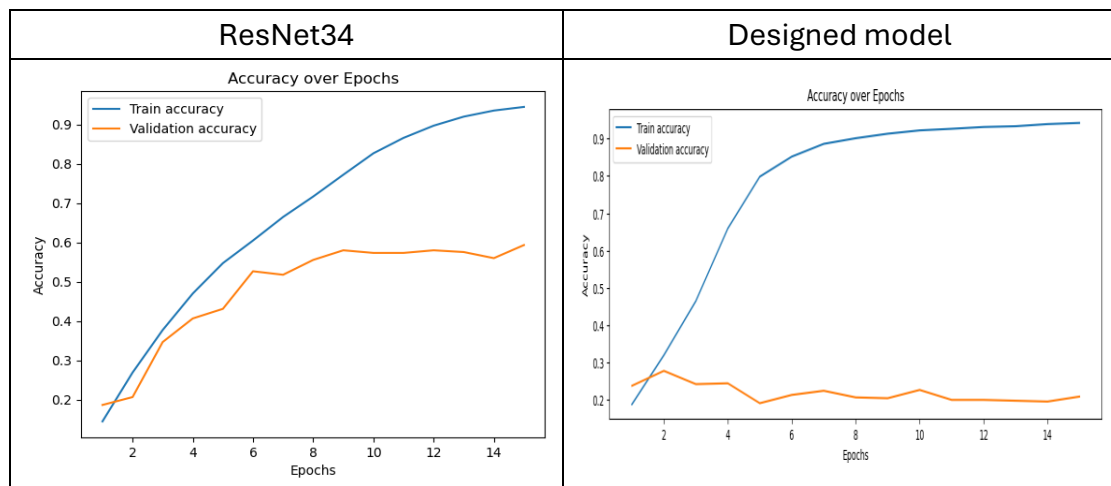 ResNet34
Designed model
Accuracy over Epochs
Train accuracy
Validation accuracy
0.9
0.8
0.7
0.6
0.5
0.4
0.3
0.2
Accuracy
2 4 6 8 10 12 14
Epochs
Accuracy over Epochs
Train accuracy
Validation accuracy
0.9
0.8
0.7
0.6
0.5
0.4
0.3
0.2
Accuracy
2 4 6 8 10 12 14
Epochs